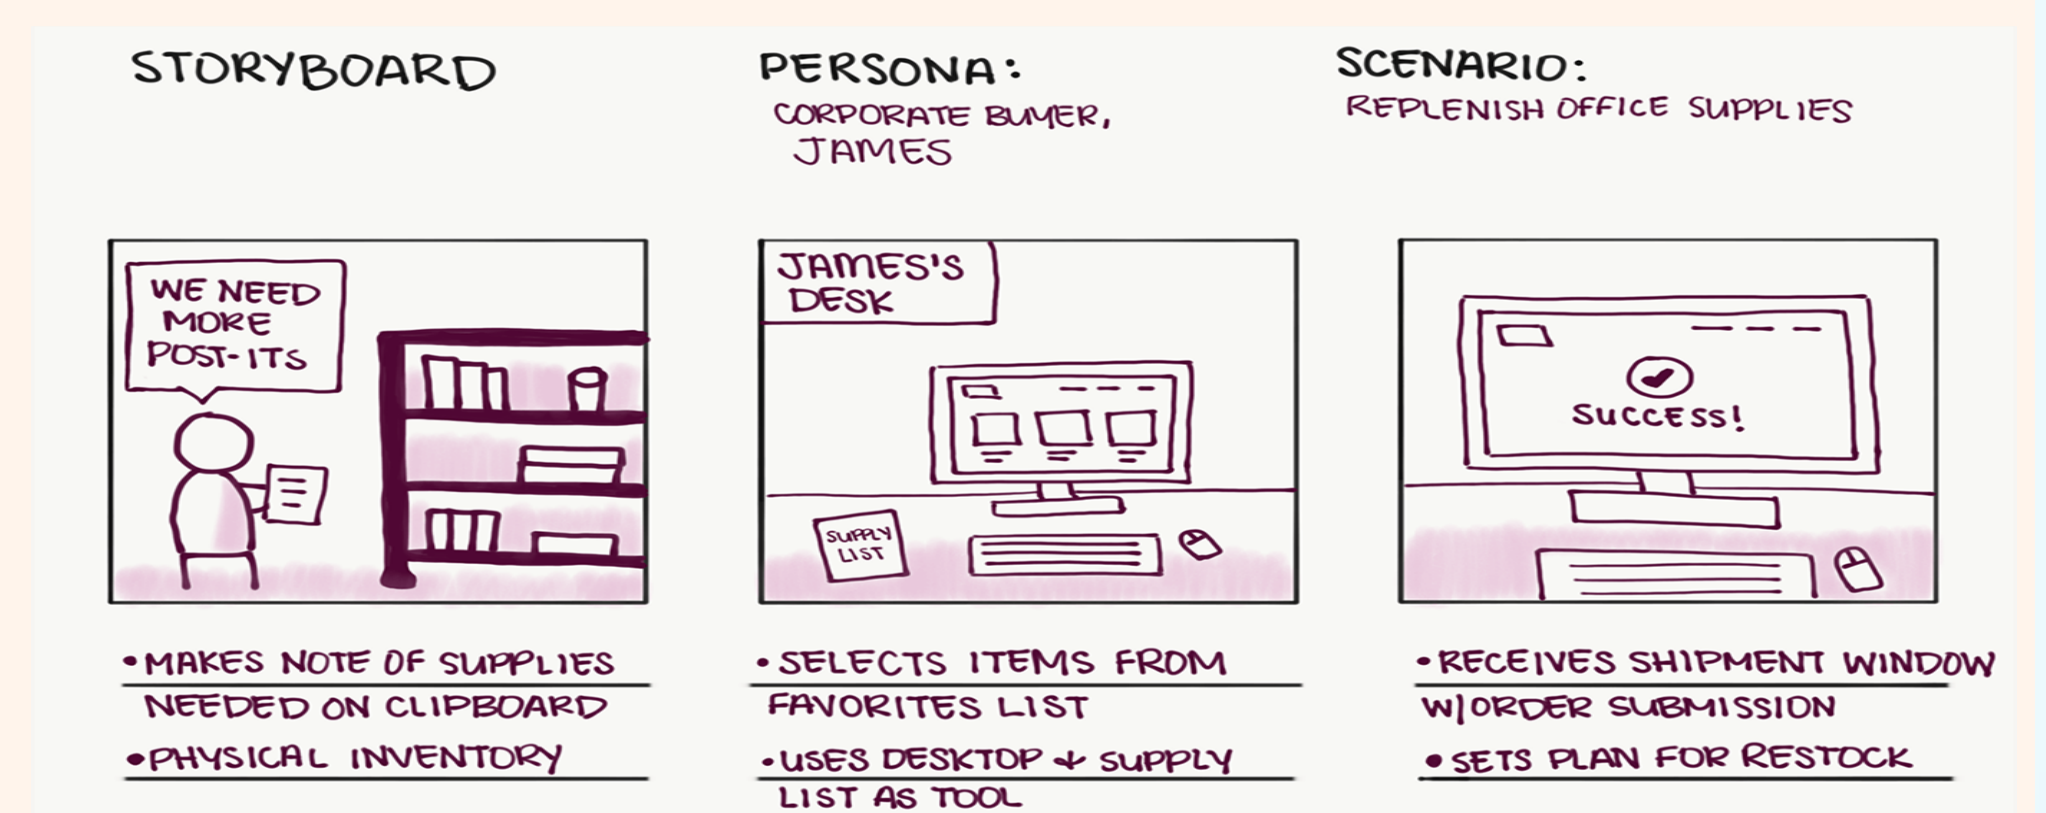 STORYBOARD
PERSONA:
CORPORATE BUYER,
JAMES
SCENARIO:
REPLENISH OFFICE SUPPLIES
WE NEED
MORE
POST-ITS
• MAKES NOTE OF SUPPLIES
NEEDED ON CLIPBOARD
• PHYSICAL INVENTORY
JAMES'S
DESK
SUPPLY
LIST
• SELECTS ITEMS FROM
FAVORITES LIST
• USES DESKTOP & SUPPLY
LIST AS TOOL
SUCCESS!
• RECEIVES SHIPMENT WINDOW
W/ORDER SUBMISSION
• SETS PLAN FOR RESTOCK